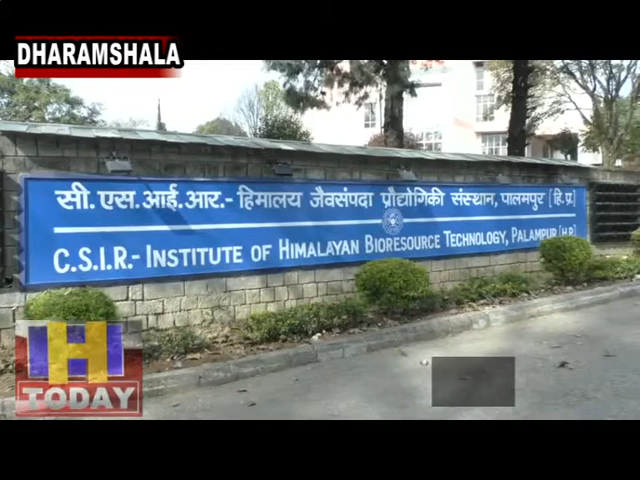 DHARAMSHALA
सी.एस.आई.आर.- हिमालय जैवसंपदा प्रौद्योगिकी संस्थान, पालमपुर [हि.प्र.]
C.S.I.R.-INSTITUTE OF HIMALAYAN BIORESOURCE TECHNOLOGY, PALAMPUR [H.P.]
H
TODAY